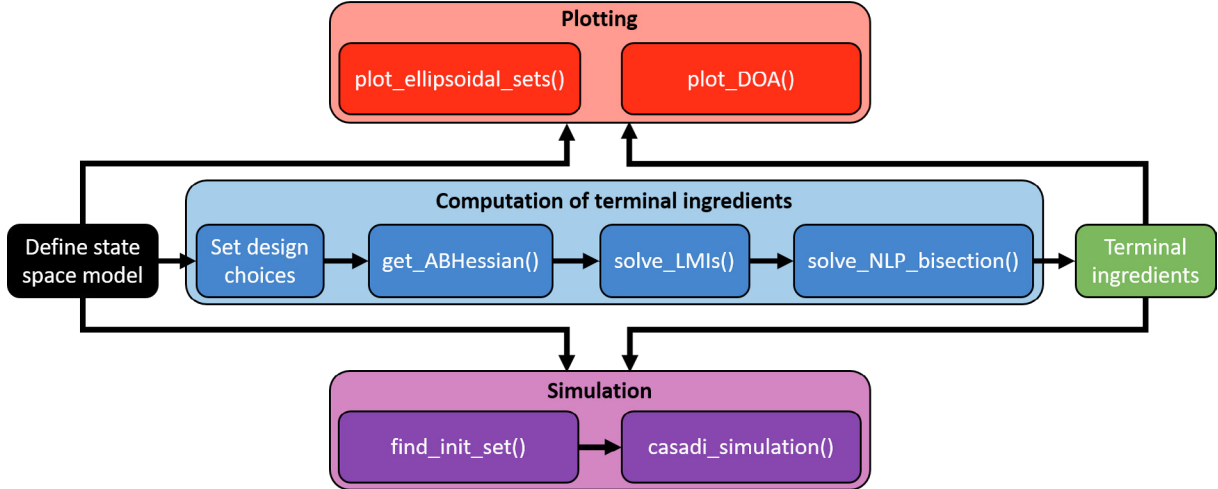 Plotting
plot_ellipsoidal_sets()
plot_DOA()
Computation of terminal ingredients
Define state
space model
Set design
choices
get_ABHessian()
solve_LMIs()
solve_NLP_bisection()
Terminal
ingredients
Simulation
find_init_set()
casadi_simulation()